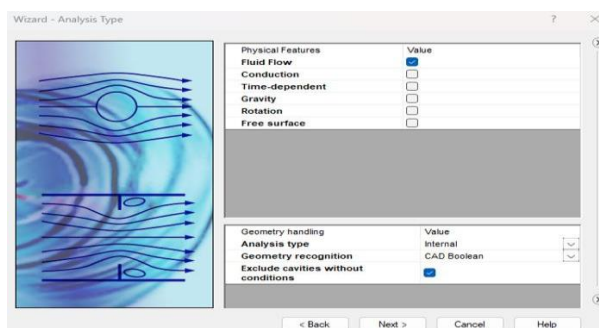 Wizard - Analysis Type ? ×
Physical Features Value
Fluid Flow
Conduction
Time-dependent
Gravity
Rotation
Free surface
Geometry handling Value
Analysis type Internal
Geometry recognition CAD Boolean
Exclude cavities without
conditions
< Back Next > Cancel Help